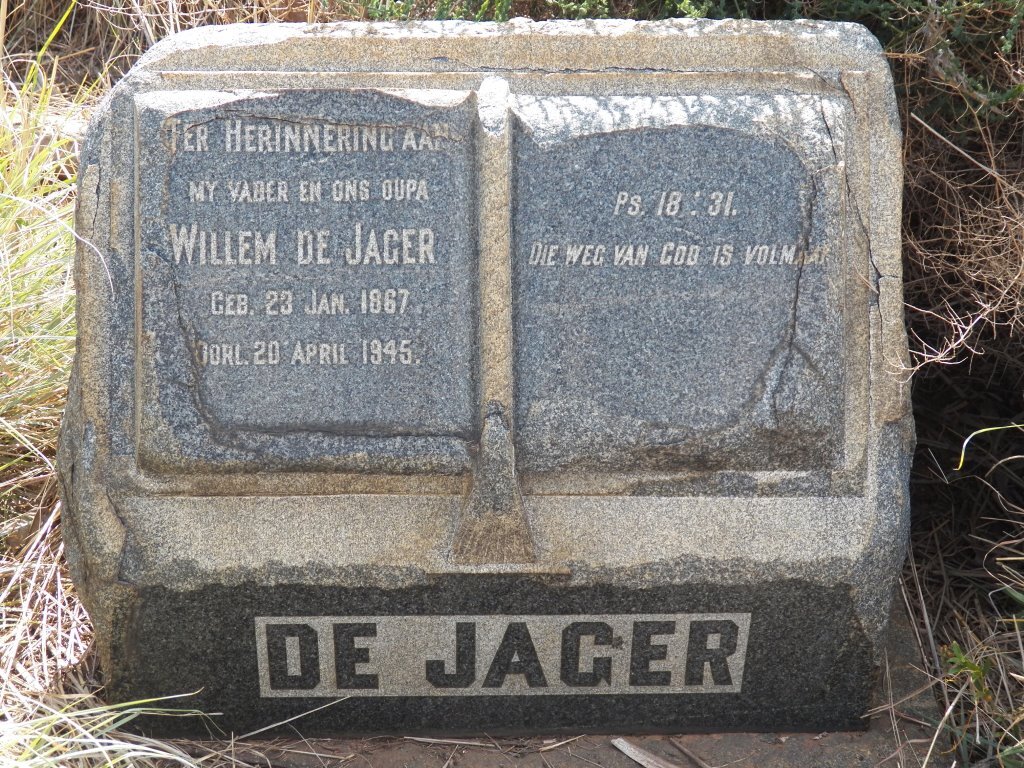 TER HERINNERING AAN
MY VADER EN ONS OUPA
WILLEM DE JAGER
GEB. 23 JAN. 1867.
OORL. 20 APRIL 1945.
PS. 18 : 31.
DIE WEG VAN GOD IS VOLMAAK
DE JAGER